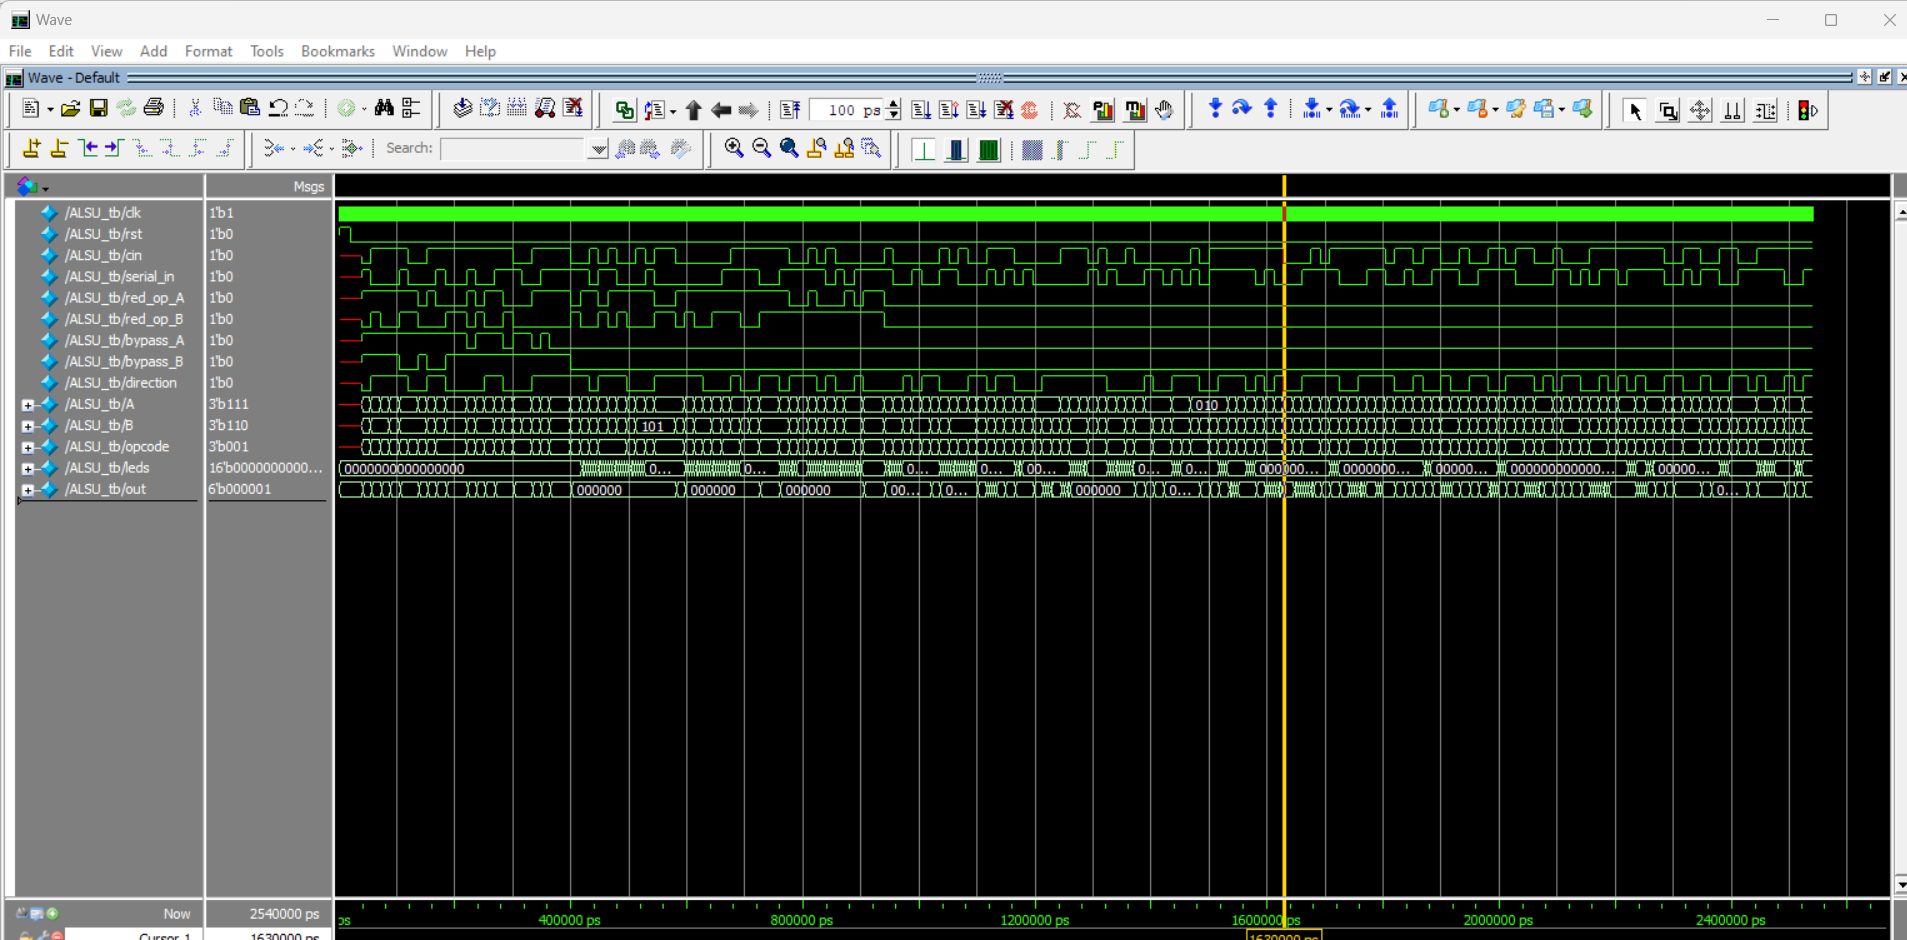 Wave
File Edit View Add Format Tools Bookmarks Window Help
Wave - Default
100 ps
Search:
Msgs
/ALSU_tb/clk 1'b1
/ALSU_tb/rst 1'b0
/ALSU_tb/cin 1'b0
/ALSU_tb/serial_in 1'b0
/ALSU_tb/red_op_A 1'b0
/ALSU_tb/red_op_B 1'b0
/ALSU_tb/bypass_A 1'b0
/ALSU_tb/bypass_B 1'b0
/ALSU_tb/direction 1'b0
/ALSU_tb/A 3'b111 010
/ALSU_tb/B 3'b110 101
/ALSU_tb/opcode 3'b001
/ALSU_tb/leds 16'b0000000000... 0000000000000000 0... 0... 0... 0... 00... 0... 0... 000000... 0000000... 00000... 000000000000... 00000...
/ALSU_tb/out 6'b000001 000000 000000 000000 00... 0... 000000 0... 0...
Now 2540000 ps ps 400000 ps 800000 ps 1200000 ps 1600000 ps 2000000 ps 2400000 ps
Cursor 1 1630000 ps 1630000 ps